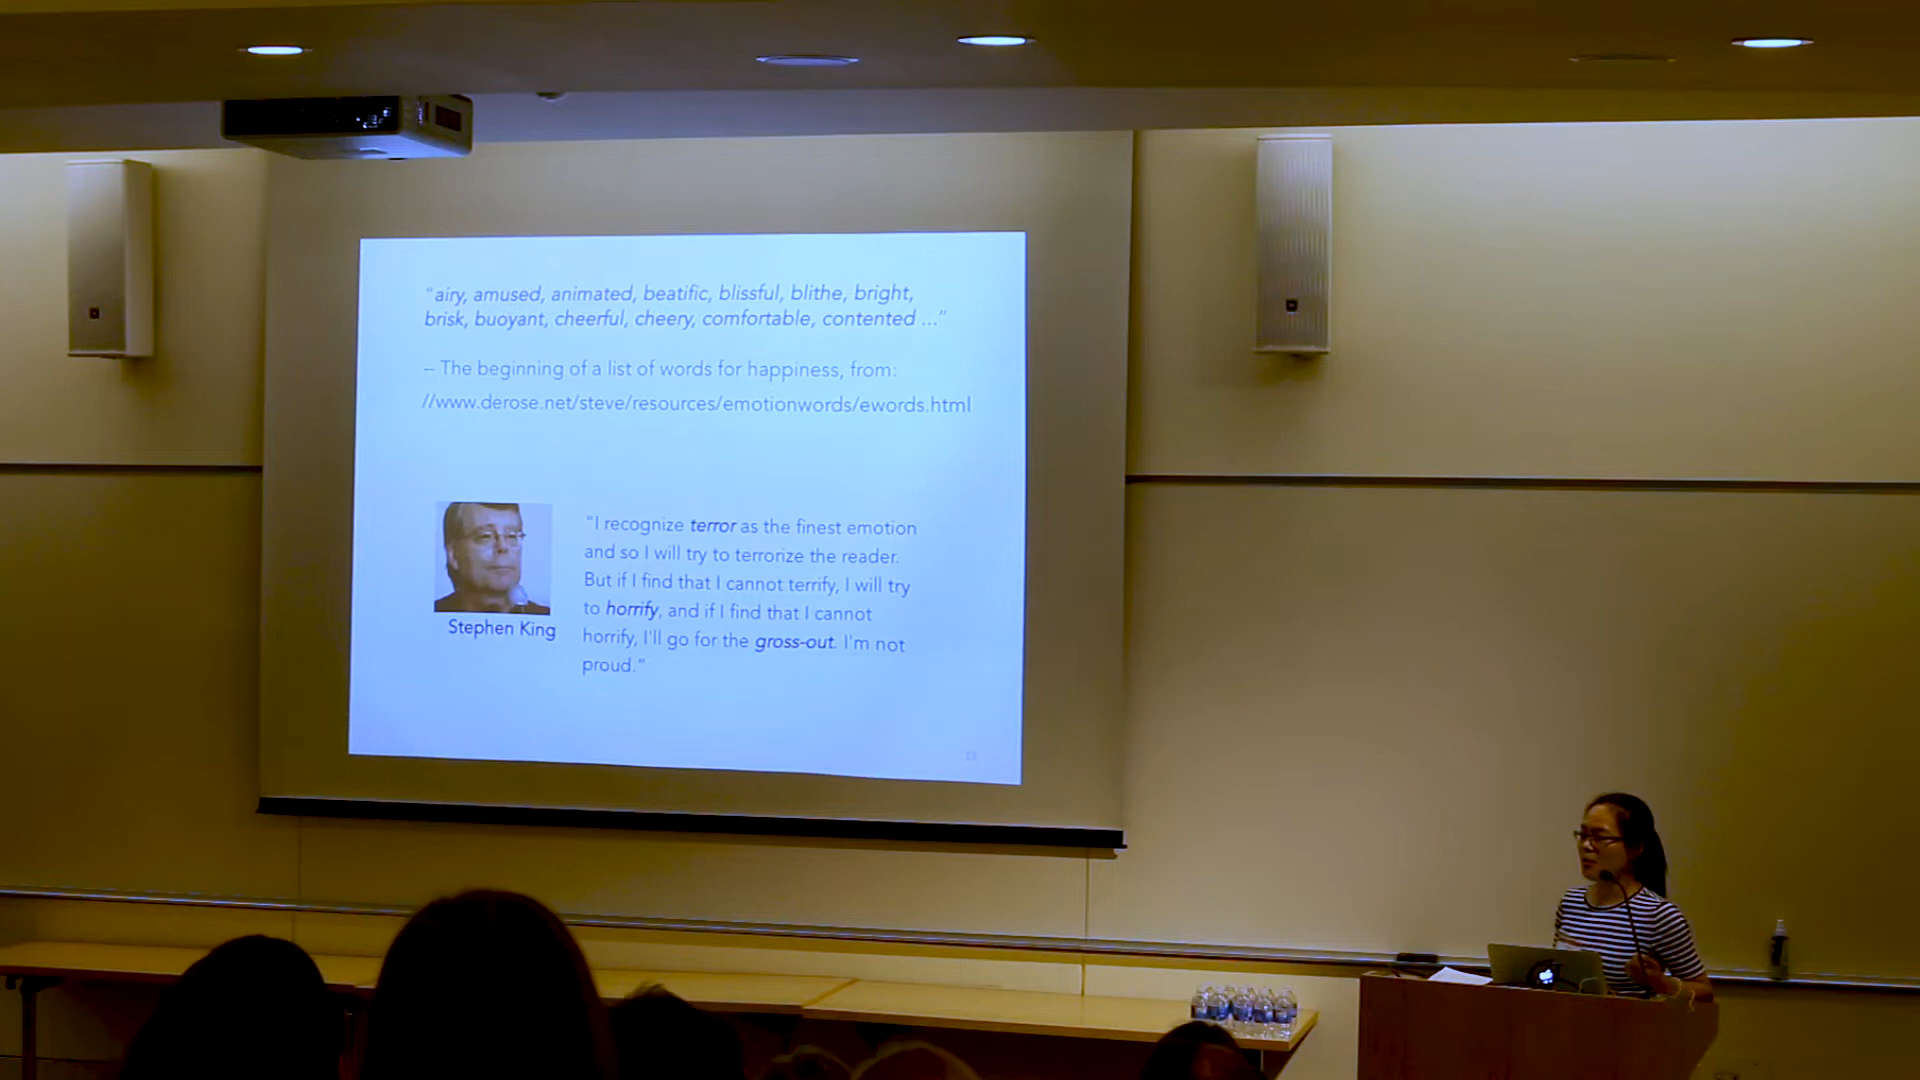 “airy, amused, animated, beatific, blissful, blithe, bright,
brisk, buoyant, cheerful, cheery, comfortable, contented ...”
– The beginning of a list of words for happiness, from:
//www.derose.net/steve/resources/emotionwords/ewords.html
“I recognize terror as the finest emotion
and so I will try to terrorize the reader.
But if I find that I cannot terrify, I will try
to horrify, and if I find that I cannot
horrify, I'll go for the gross-out. I'm not
proud.”
Stephen King